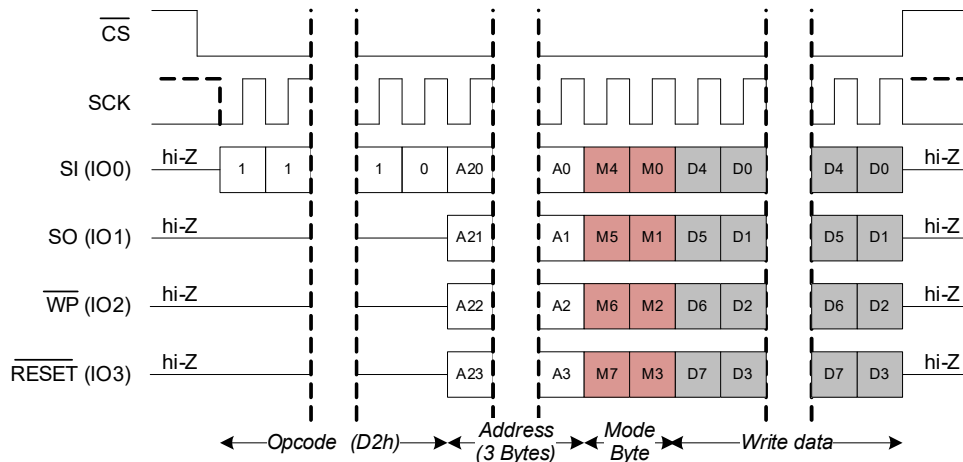 CS
SCK
SI (IO0) hi-Z 1 1 1 0 A20 A0 M4 M0 D4 D0 D4 D0 hi-Z
SO (IO1) hi-Z A21 A1 M5 M1 D5 D1 D5 D1 hi-Z
WP (IO2) hi-Z A22 A2 M6 M2 D6 D2 D6 D2 hi-Z
RESET (IO3) hi-Z A23 A3 M7 M3 D7 D3 D7 D3 hi-Z
Opcode (D2h) Address Mode Write data
(3 Bytes) Byte